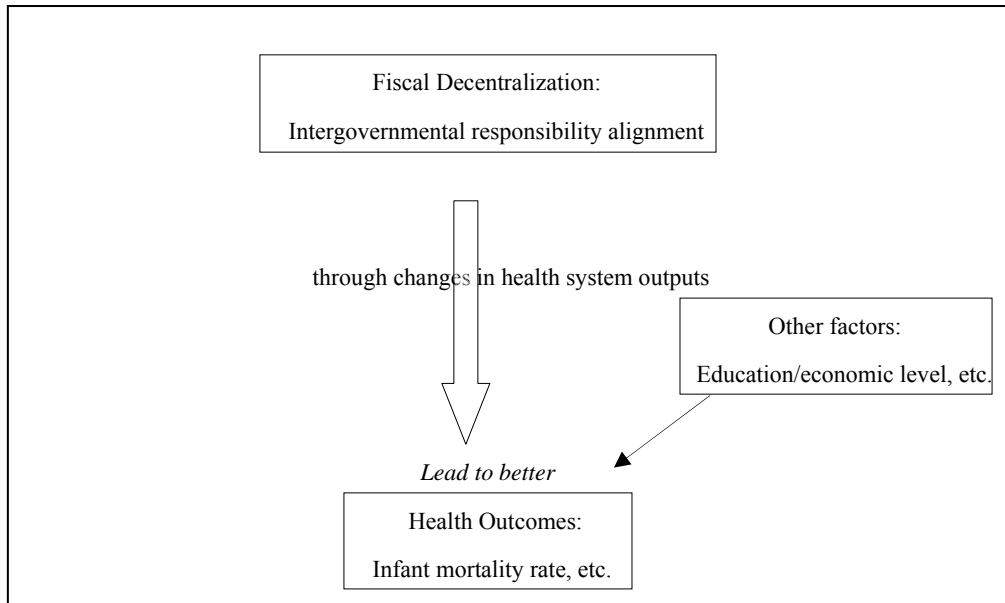 Fiscal Decentralization:
Intergovernmental responsibility alignment
through changes in health system outputs
Other factors:
Education/economic level, etc.
Lead to better
Health Outcomes:
Infant mortality rate, etc.